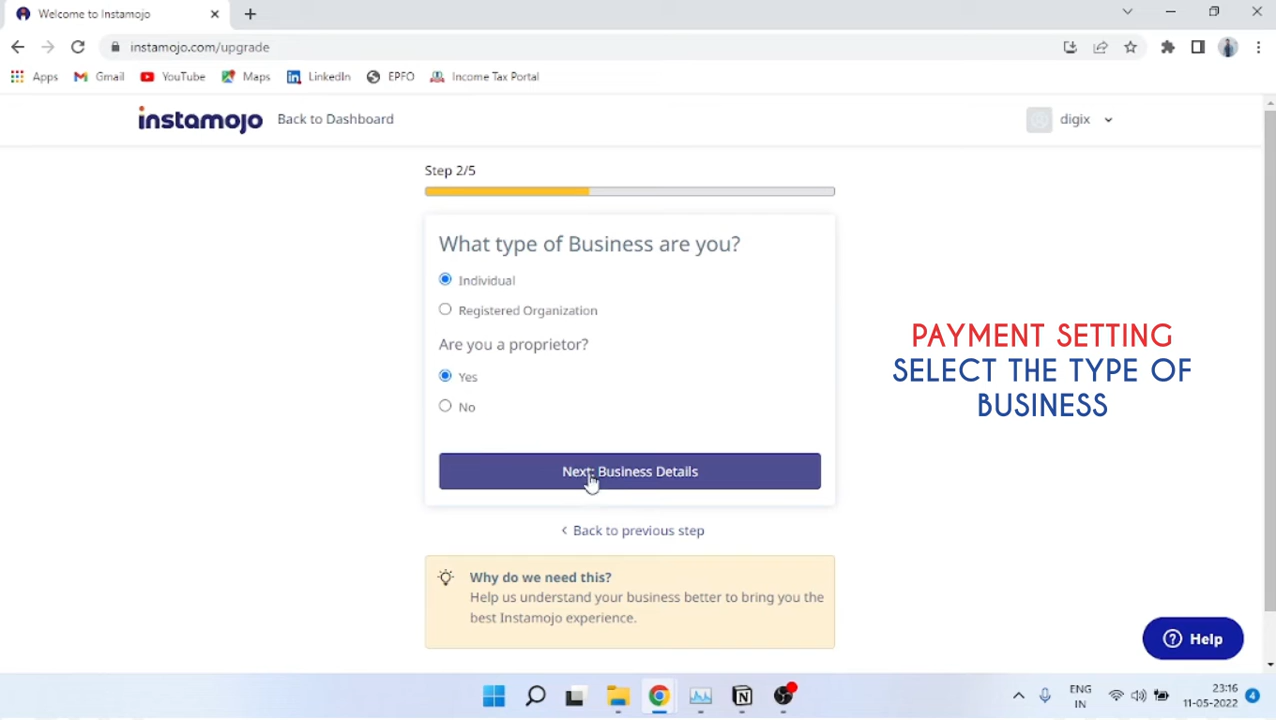 Welcome to Instamojo
instamojo.com/upgrade
Apps Gmail YouTube Maps LinkedIn EPFO Income Tax Portal
instamojo Back to Dashboard digix
Step 2/5
What type of Business are you?
Individual
Registered Organization
Are you a proprietor?
Yes
No
PAYMENT SETTING
SELECT THE TYPE OF
BUSINESS
Next: Business Details
Back to previous step
Why do we need this?
Help us understand your business better to bring you the
best Instamojo experience.
Help
ENG
IN
23:16
11-05-2022
4